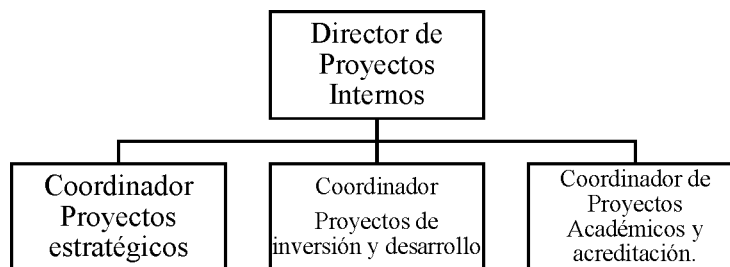 Director de
Proyectos
Internos
Coordinador
Proyectos
estratégicos
Coordinador
Proyectos de
inversión y desarrollo
Coordinador de
Proyectos
Académicos y
acreditación.